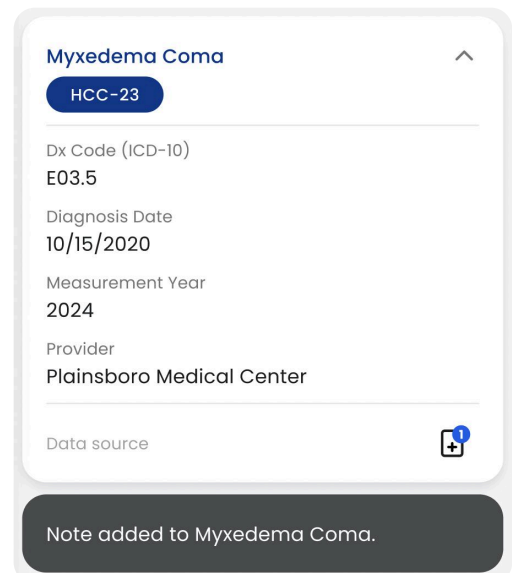 Myxedema Coma
HCC-23
Dx Code (ICD-10)
E03.5
Diagnosis Date
10/15/2020
Measurement Year
2024
Provider
Plainsboro Medical Center
Data source
1
Note added to Myxedema Coma.